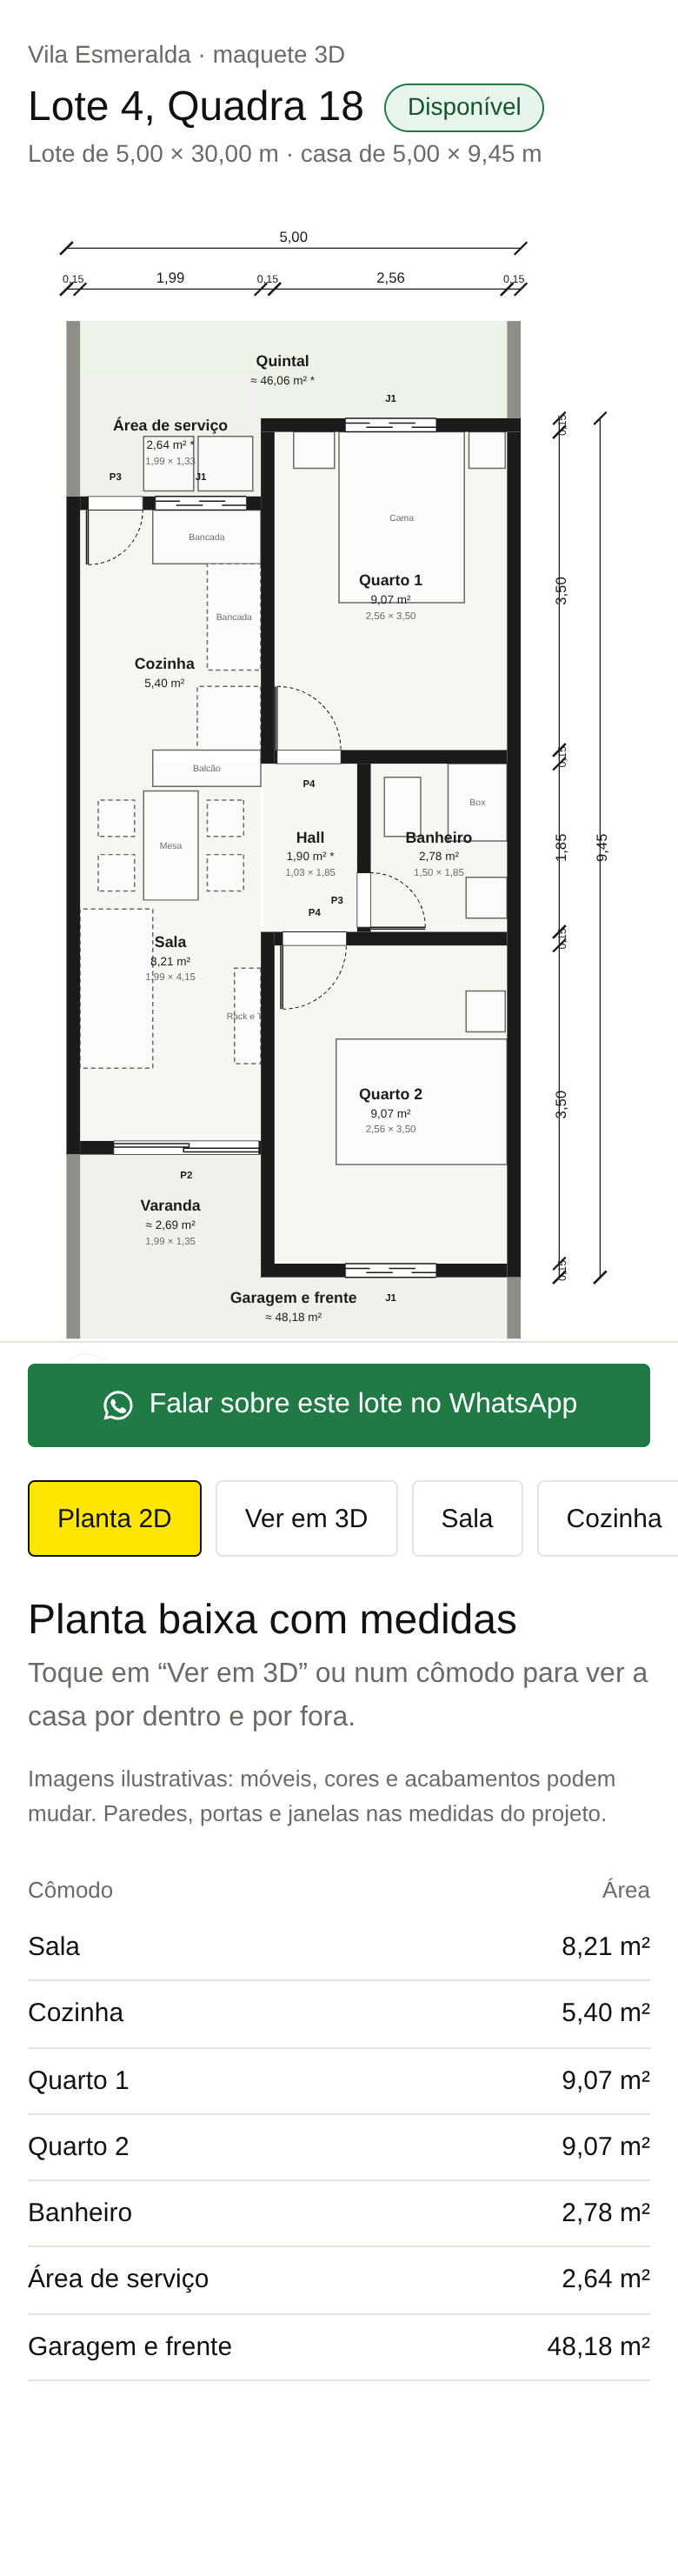 Vila Esmeralda · maquete 3D
Lote 4, Quadra 18
Disponível
Lote de 5,00 × 30,00 m · casa de 5,00 × 9,45 m
5,00
0,15
1,99
0,15
2,56
0,15
Quintal
≈ 46,06 m² *
J1
0,15
Área de serviço
2,64 m² *
1,99 × 1,33
P3
J1
Cama
Bancada
Quarto 1
9,07 m²
2,56 × 3,50
3,50
Bancada
Cozinha
5,40 m²
0,15
Balcão
P4
Box
Mesa
Hall
1,90 m² *
1,03 × 1,85
Banheiro
2,78 m²
1,50 × 1,85
1,85
9,45
P3
P4
0,15
Sala
8,21 m²
1,99 × 4,15
Rack e T
Quarto 2
9,07 m²
2,56 × 3,50
3,50
P2
Varanda
≈ 2,69 m²
1,99 × 1,35
0,15
Garagem e frente
≈ 48,18 m²
J1
Falar sobre este lote no WhatsApp
Planta 2D
Ver em 3D
Sala
Cozinha
Planta baixa com medidas
Toque em “Ver em 3D” ou num cômodo para ver a
casa por dentro e por fora.
Imagens ilustrativas: móveis, cores e acabamentos podem
mudar. Paredes, portas e janelas nas medidas do projeto.
Cômodo Área
Sala 8,21 m²
Cozinha 5,40 m²
Quarto 1 9,07 m²
Quarto 2 9,07 m²
Banheiro 2,78 m²
Área de serviço 2,64 m²
Garagem e frente 48,18 m²